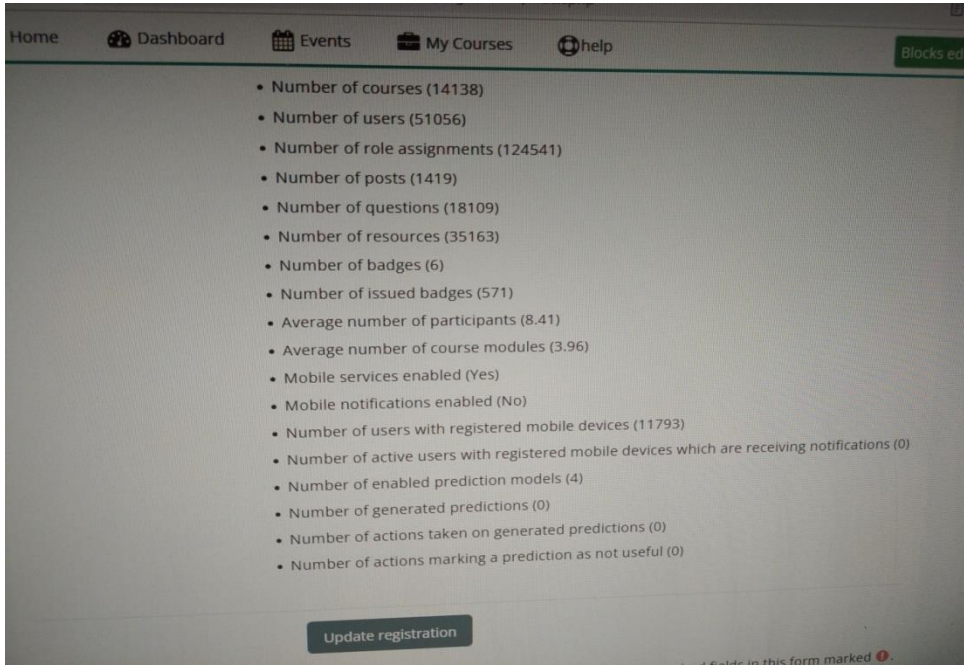 Home Dashboard Events My Courses help
Blocks ed
• Number of courses (14138)
• Number of users (51056)
• Number of role assignments (124541)
• Number of posts (1419)
• Number of questions (18109)
• Number of resources (35163)
• Number of badges (6)
• Number of issued badges (571)
• Average number of participants (8.41)
• Average number of course modules (3.96)
• Mobile services enabled (Yes)
• Mobile notifications enabled (No)
• Number of users with registered mobile devices (11793)
• Number of active users with registered mobile devices which are receiving notifications (0)
• Number of enabled prediction models (4)
• Number of generated predictions (0)
• Number of actions taken on generated predictions (0)
• Number of actions marking a prediction as not useful (0)
Update registration
fields in this form marked